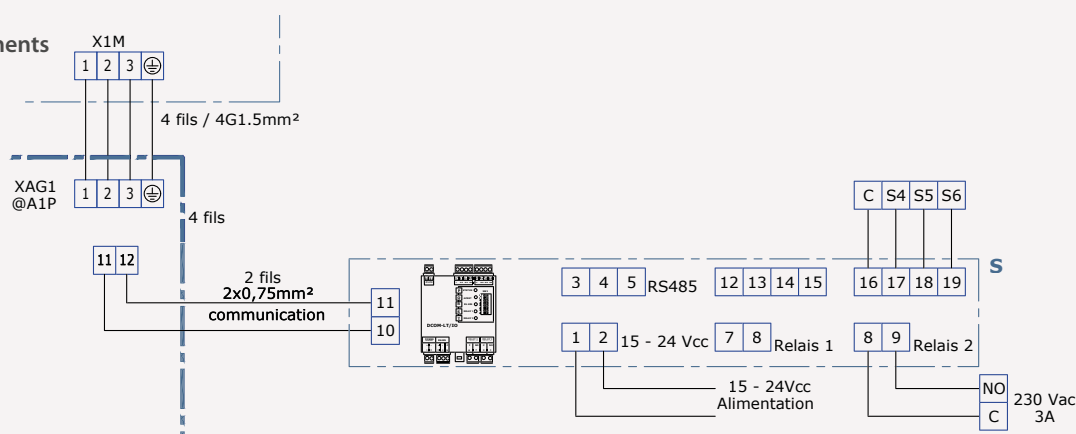 ments
X1M
1 2 3
4 fils / 4G1.5mm²
XAG1
@A1P
1 2 3
4 fils
11 12
2 fils
2x0,75mm²
communication
11
10
DCOM-LT/IO
3 4 5 RS485
12 13 14 15
C S4 S5 S6
16 17 18 19
S
1 2 15 - 24 Vcc
7 8 Relais 1
8 9 Relais 2
15 - 24Vcc
Alimentation
NO
C
230 Vac
3A